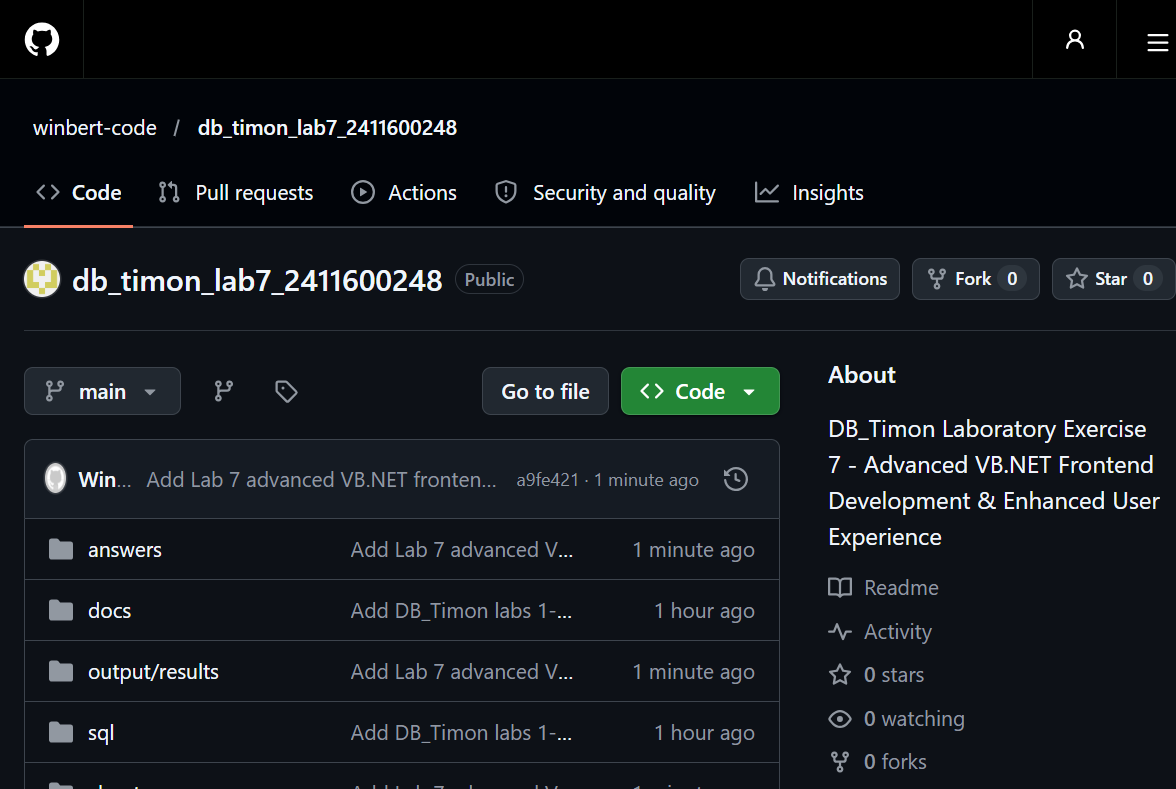 winbert-code / db_timon_lab7_2411600248
Code Pull requests Actions Security and quality Insights
db_timon_lab7_2411600248 Public
Notifications Fork 0 Star 0
main Go to file Code
Win... Add Lab 7 advanced VB.NET fronten... a9fe421 · 1 minute ago
answers Add Lab 7 advanced V... 1 minute ago
docs Add DB_Timon labs 1-... 1 hour ago
output/results Add Lab 7 advanced V... 1 minute ago
sql Add DB_Timon labs 1-... 1 hour ago
About
DB_Timon Laboratory Exercise
7 - Advanced VB.NET Frontend
Development & Enhanced User
Experience
Readme
Activity
0 stars
0 watching
0 forks